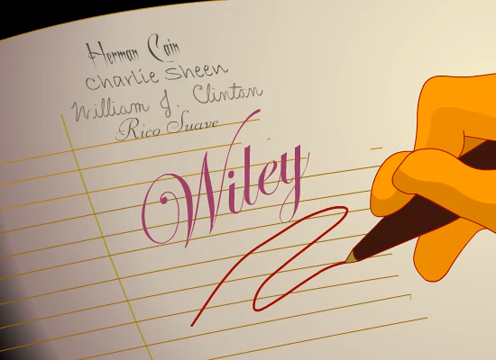 Herman Cain
Charlie Sheen
William J. Clinton
Rico Suave
Wiley